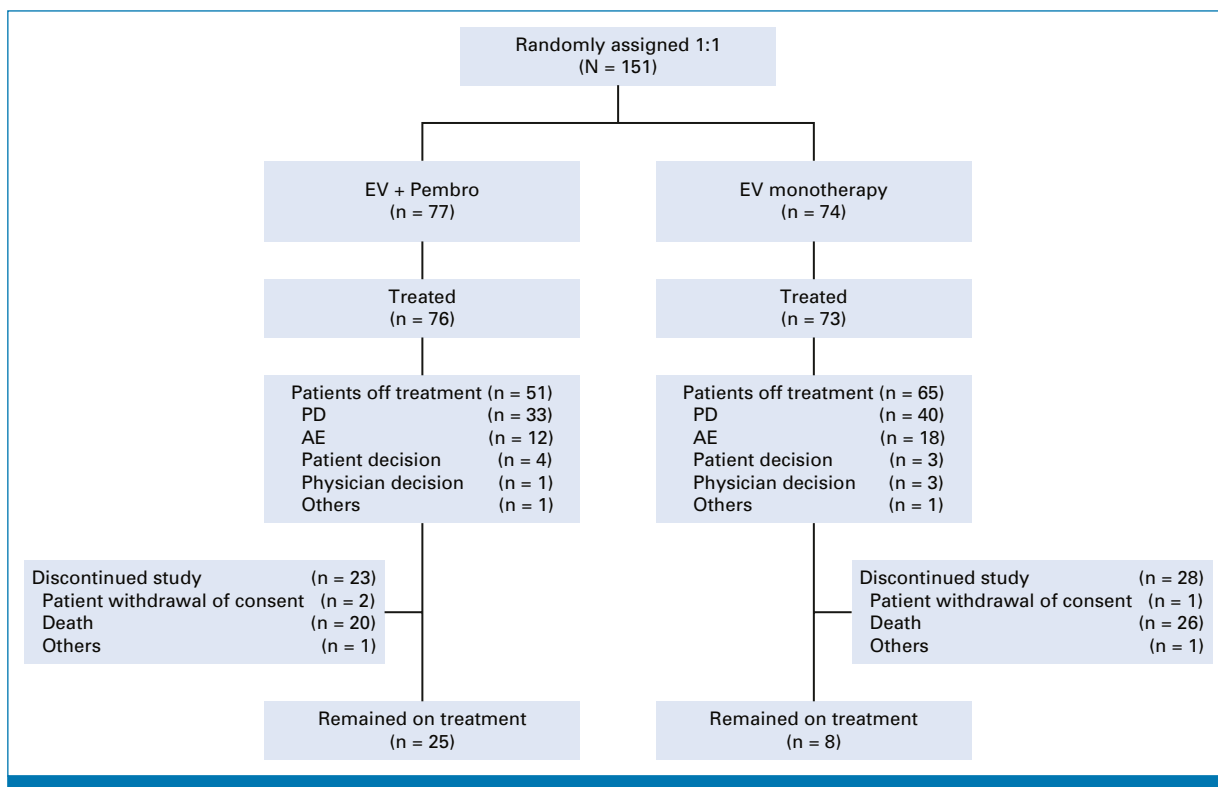 Randomly assigned 1:1
(N = 151)
EV + Pembro
(n = 77)
EV monotherapy
(n = 74)
Treated
(n = 76)
Treated
(n = 73)
Patients off treatment (n = 51)
PD (n = 33)
AE (n = 12)
Patient decision (n = 4)
Physician decision (n = 1)
Others (n = 1)
Patients off treatment (n = 65)
PD (n = 40)
AE (n = 18)
Patient decision (n = 3)
Physician decision (n = 3)
Others (n = 1)
Discontinued study (n = 23)
Patient withdrawal of consent (n = 2)
Death (n = 20)
Others (n = 1)
Discontinued study (n = 28)
Patient withdrawal of consent (n = 1)
Death (n = 26)
Others (n = 1)
Remained on treatment
(n = 25)
Remained on treatment
(n = 8)